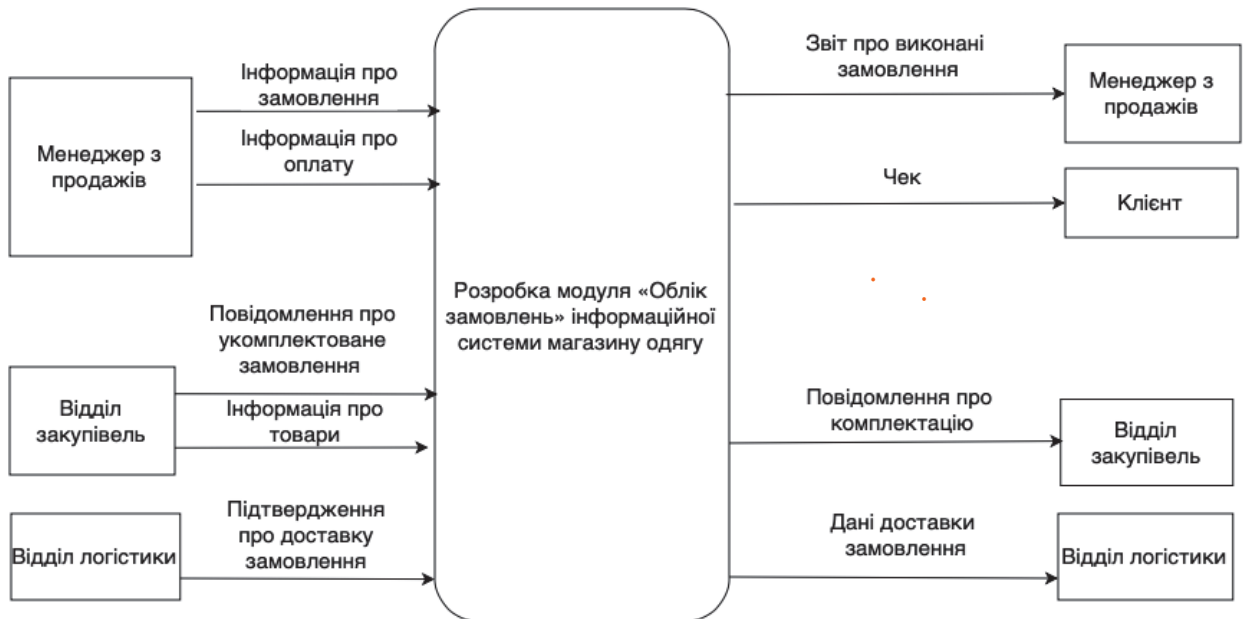 Інформація про
замовлення
Інформація про
оплату
Менеджер з
продажів
Звіт про виконані
замовлення
Менеджер з
продажів
Чек
Клієнт
Розробка модуля «Облік
замовлень» інформаційної
системи магазину одягу
Повідомлення про
укомплектоване
замовлення
Інформація про
товари
Відділ
закупівель
Повідомлення про
комплектацію
Відділ
закупівель
Підтвердження
про доставку
замовлення
Відділ логістики
Дані доставки
замовлення
Відділ логістики